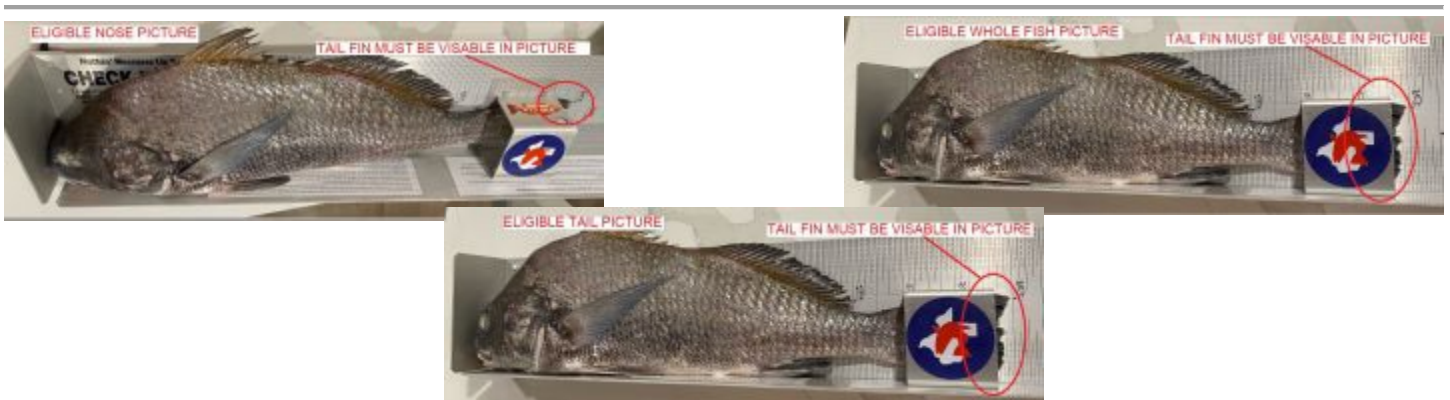 ELIGIBLE NOSE PICTURE
TAIL FIN MUST BE VISABLE IN PICTURE
CHECK
ELIGIBLE WHOLE FISH PICTURE
TAIL FIN MUST BE VISABLE IN PICTURE
ELIGIBLE TAIL PICTURE
TAIL FIN MUST BE VISABLE IN PICTURE